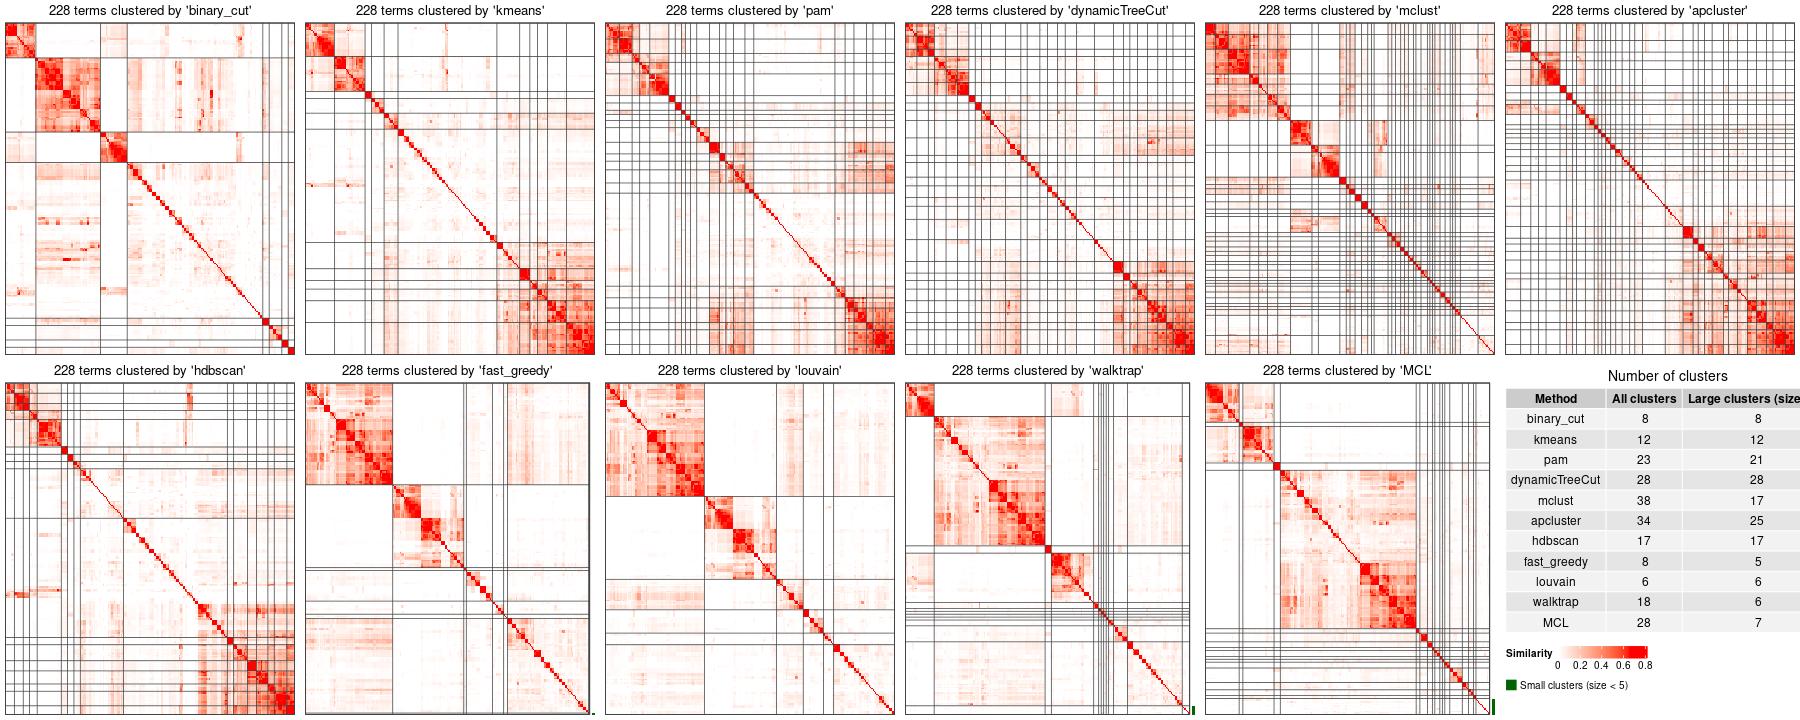 228 terms clustered by 'binary_cut'
228 terms clustered by 'kmeans'
228 terms clustered by 'pam'
228 terms clustered by 'dynamicTreeCut'
228 terms clustered by 'mclust'
228 terms clustered by 'apcluster'
228 terms clustered by 'hdbscan'
228 terms clustered by 'fast_greedy'
228 terms clustered by 'louvain'
228 terms clustered by 'walktrap'
228 terms clustered by 'MCL'
Number of clusters
Method All clusters Large clusters (size
binary_cut 8 8
kmeans 12 12
pam 23 21
dynamicTreeCut 28 28
mclust 38 17
apcluster 34 25
hdbscan 17 17
fast_greedy 8 5
louvain 6 6
walktrap 18 6
MCL 28 7
Similarity
0 0.2 0.4 0.6 0.8
Small clusters (size < 5)